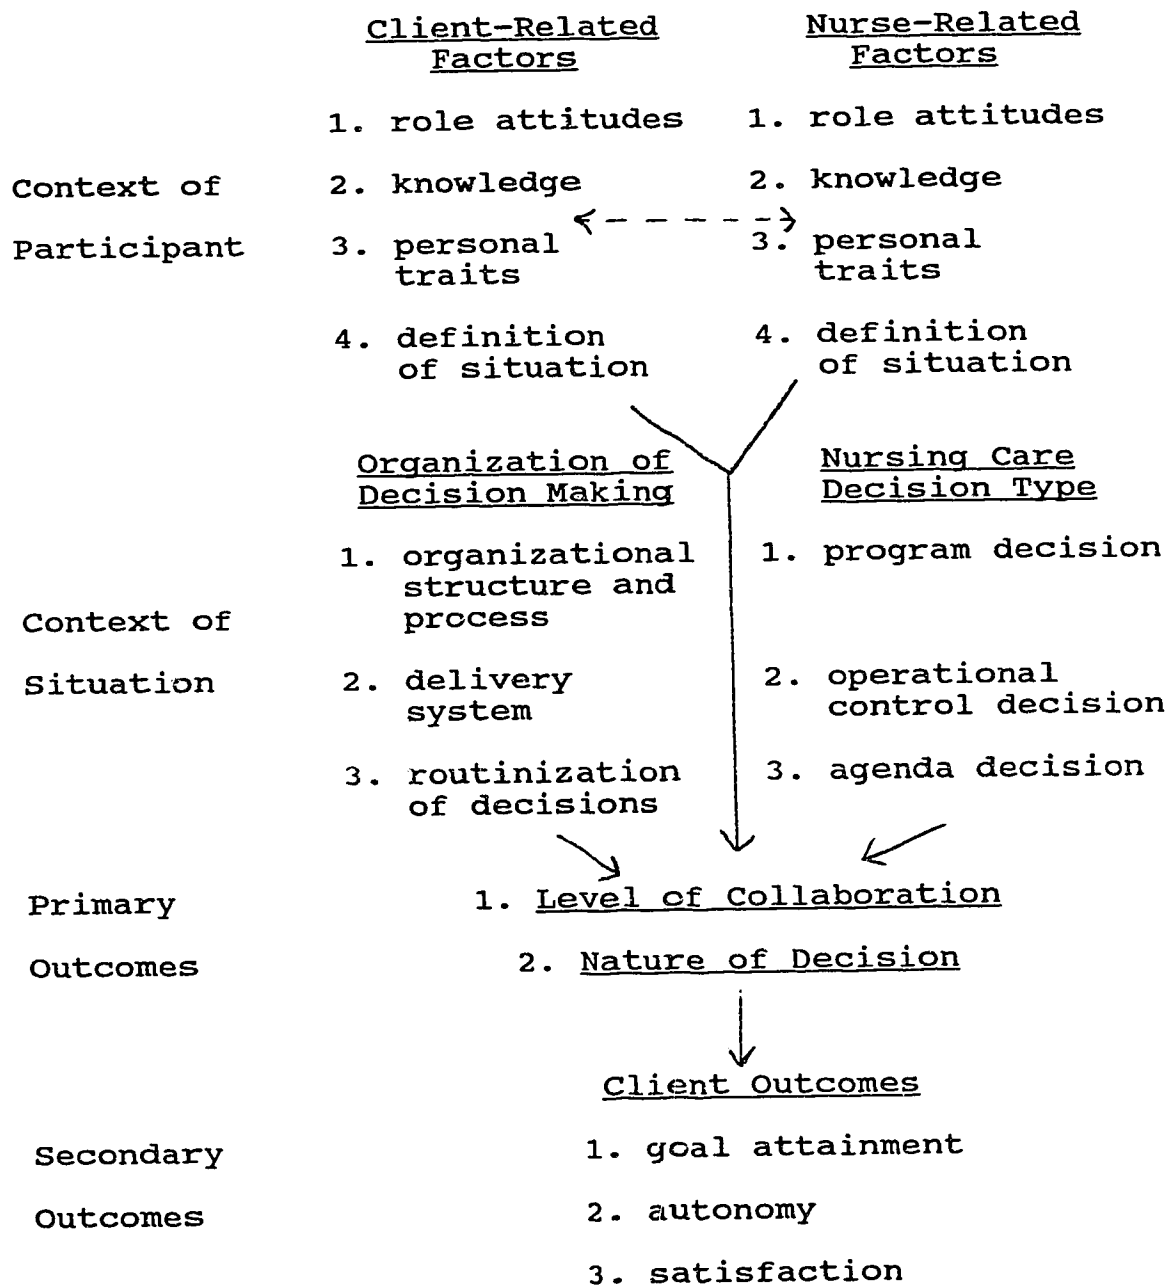 Client-Related Factors
Nurse-Related Factors
Context of
Participant
1. role attitudes
2. knowledge
3. personal
traits
4. definition
of situation
1. role attitudes
2. knowledge
3. personal
traits
4. definition
of situation
Organization of
Decision Making
Nursing Care
Decision Type
Context of
Situation
1. organizational
structure and
process
2. delivery
system
3. routinization
of decisions
1. program decision
2. operational
control decision
3. agenda decision
Primary
Outcomes
1. Level of Collaboration
2. Nature of Decision
Client Outcomes
Secondary
Outcomes
1. goal attainment
2. autonomy
3. satisfaction